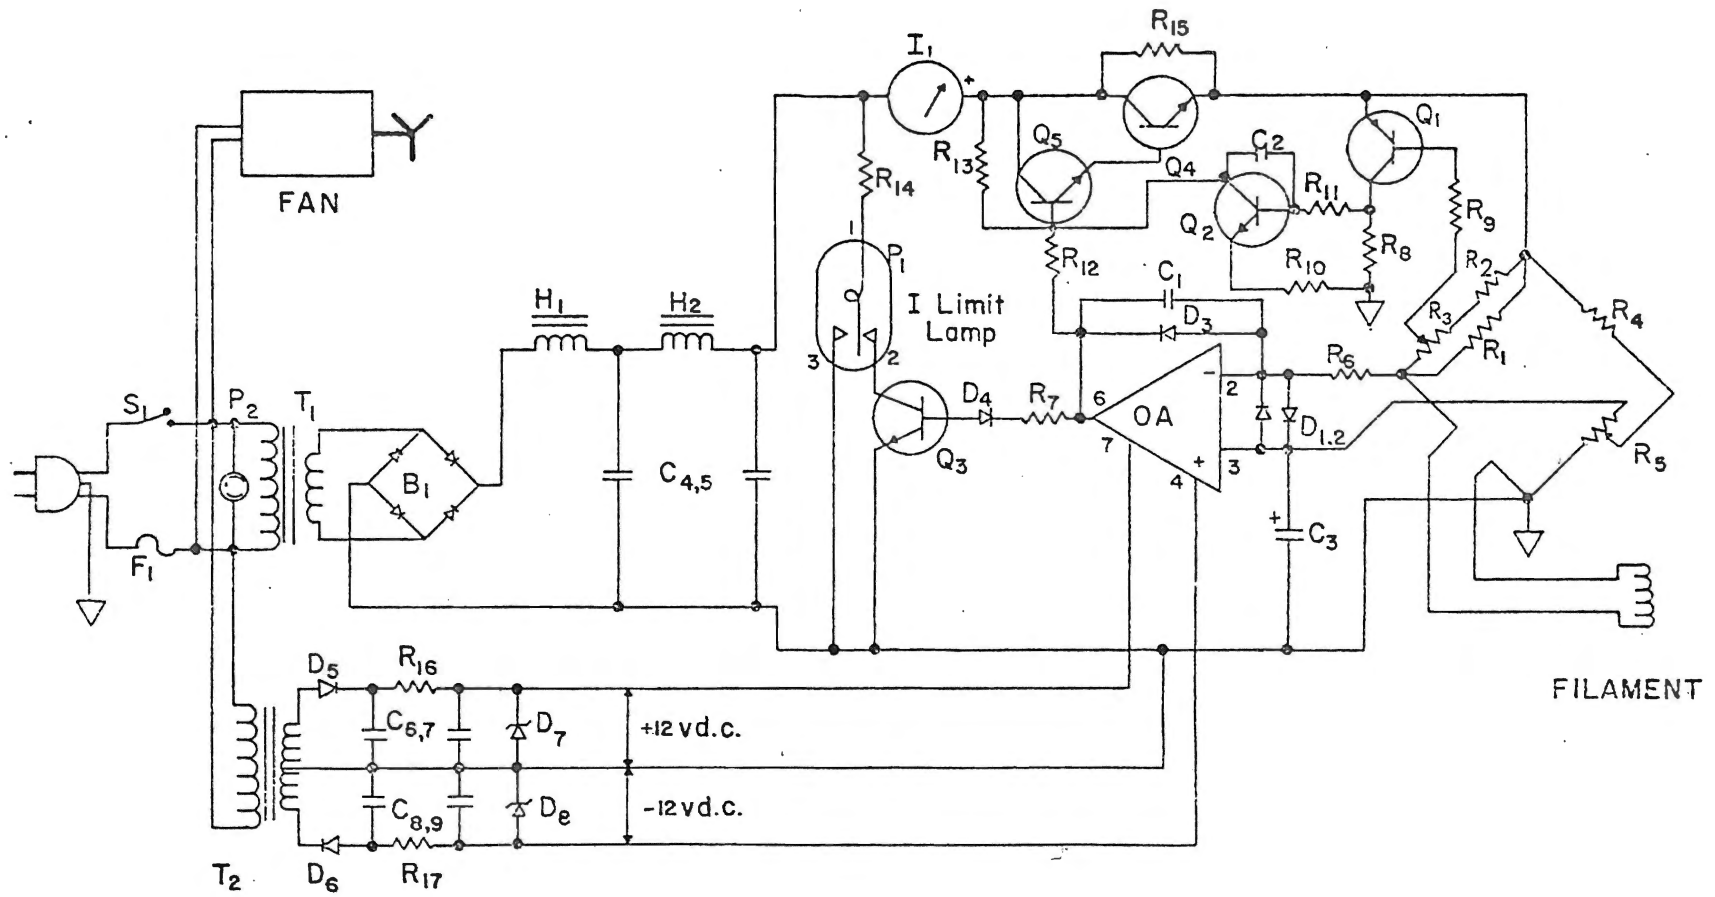 R15
I1
+
Q1
Q5
C2
R13
Q4
R14
R11
R9
FAN
Q2
1
P1
R12
R10
R8
R2
C1
H1
H2
I Limit
Lamp
D3
R3
R4
3
2
R6
R1
S1
P2
T1
D4
R7
6
OA
-
2
7
D1,2
B1
C4,5
Q3
+
3
4
R5
F1
+
C3
D5
R16
FILAMENT
C6,7
D7
+12vd.c.
C8,9
D8
-12vd.c.
T2
D6
R17